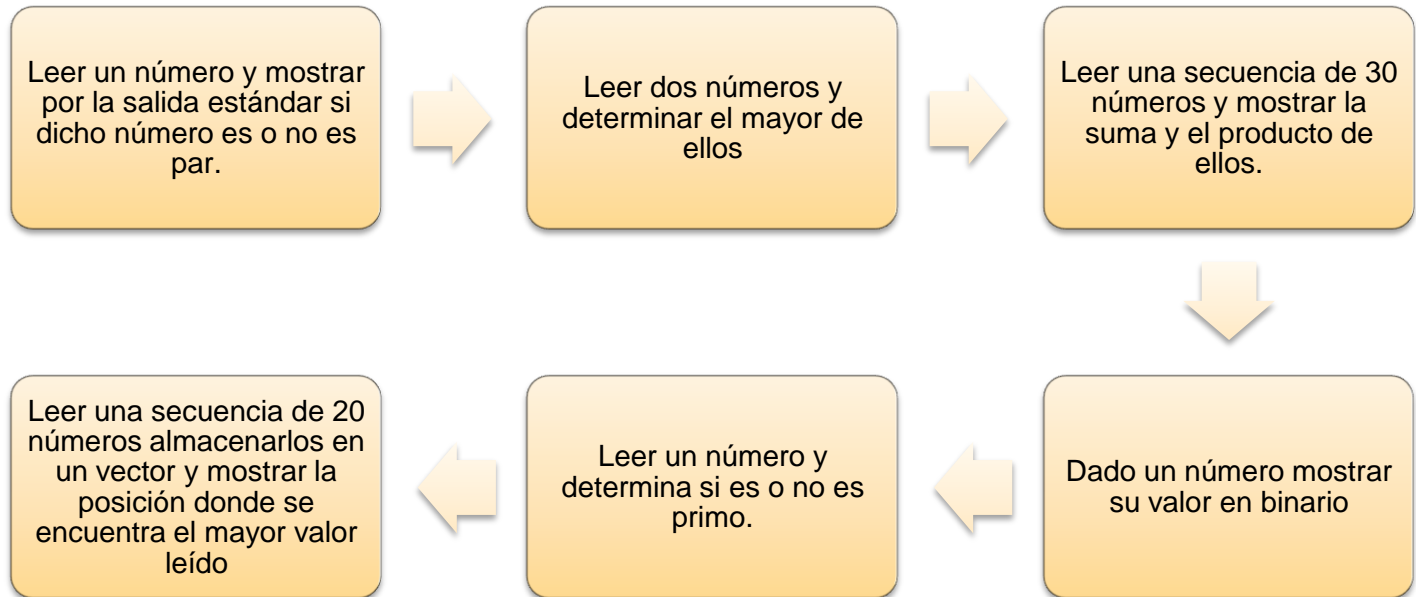 Leer un número y mostrar
por la salida estándar si
dicho número es o no es
par.
Leer dos números y
determinar el mayor de
ellos
Leer una secuencia de 30
números y mostrar la
suma y el producto de
ellos.
Dado un número mostrar
su valor en binario
Leer un número y
determina si es o no es
primo.
Leer una secuencia de 20
números almacenarlos en
un vector y mostrar la
posición donde se
encuentra el mayor valor
leído